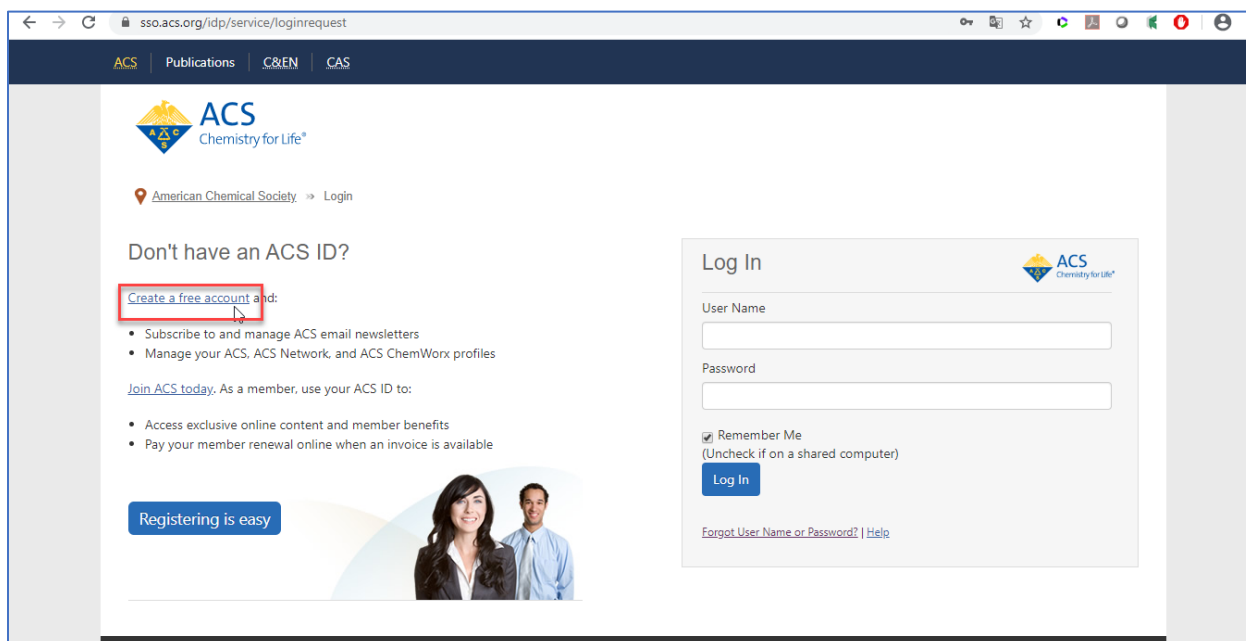 sso.acs.org/idp/service/loginrequest
ACS Publications C&EN CAS
A C S
ACS
Chemistry for Life®
American Chemical Society » Login
Don't have an ACS ID?
Create a free account and:
• Subscribe to and manage ACS email newsletters
• Manage your ACS, ACS Network, and ACS ChemWorx profiles
Join ACS today. As a member, use your ACS ID to:
• Access exclusive online content and member benefits
• Pay your member renewal online when an invoice is available
Registering is easy
Log In
ACS
Chemistry for Life®
User Name
Password
Remember Me
(Uncheck if on a shared computer)
Log In
Forgot User Name or Password? | Help